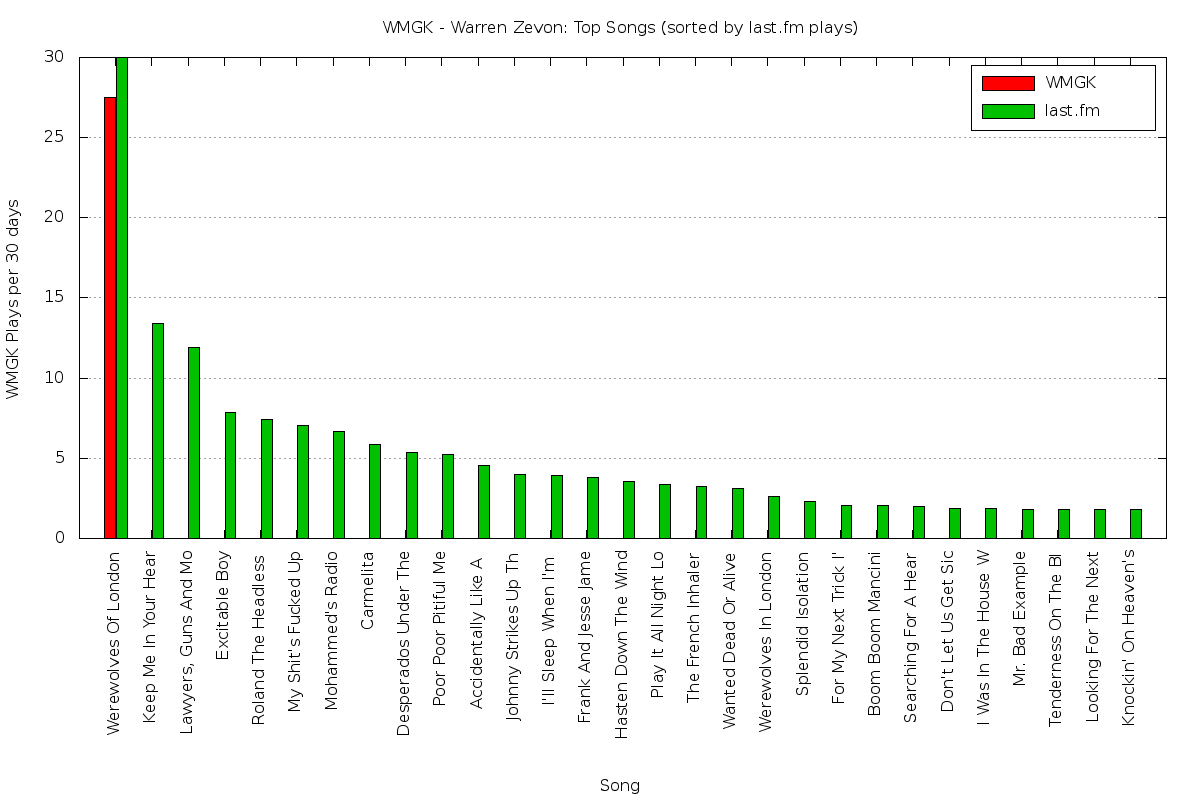 WMGK - Warren Zevon: Top Songs (sorted by last.fm plays)
WMGK
last.fm
30
25
20
15
10
5
0
WMGK Plays per 30 days
Werewolves Of London
Keep Me In Your Hear
Lawyers, Guns And Mo
Excitable Boy
Roland The Headless
My Shit's Fucked Up
Mohammed's Radio
Carmelita
Desperados Under The
Poor Poor Pitiful Me
Accidentally Like A
Johnny Strikes Up Th
I'll Sleep When I'm
Frank And Jesse Jame
Hasten Down The Wind
Play It All Night Lo
The French Inhaler
Wanted Dead Or Alive
Werewolves In London
Splendid Isolation
For My Next Trick I'
Boom Boom Mancini
Searching For A Hear
Don't Let Us Get Sic
I Was In The House W
Mr. Bad Example
Tenderness On The Bl
Looking For The Next
Knockin' On Heaven's
Song